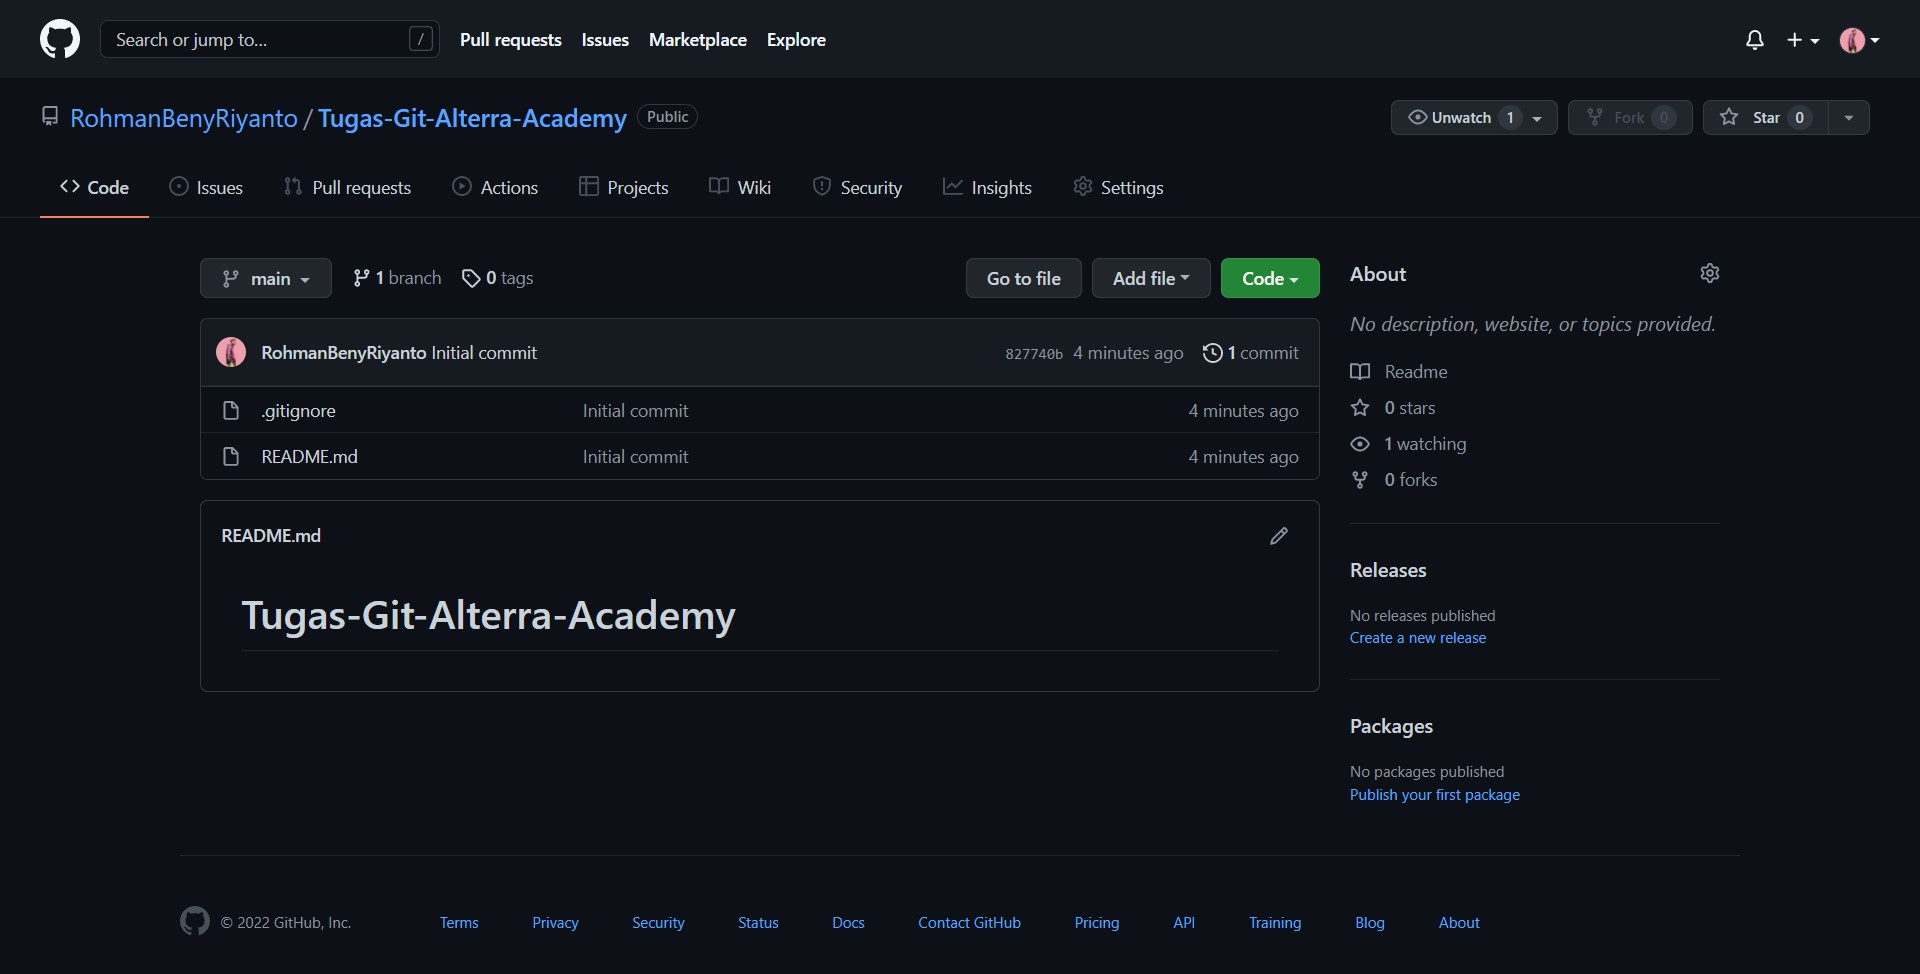 Search or jump to... / Pull requests Issues Marketplace Explore
RohmanBenyRiyanto / Tugas-Git-Alterra-Academy Public Unwatch 1 Fork 0 Star 0
Code Issues Pull requests Actions Projects Wiki Security Insights Settings
main 1 branch 0 tags Go to file Add file Code
RohmanBenyRiyanto Initial commit 827740b 4 minutes ago 1 commit
.gitignore Initial commit 4 minutes ago
README.md Initial commit 4 minutes ago
README.md
Tugas-Git-Alterra-Academy
About
No description, website, or topics provided.
Readme
0 stars
1 watching
0 forks
Releases
No releases published
Create a new release
Packages
No packages published
Publish your first package
© 2022 GitHub, Inc. Terms Privacy Security Status Docs Contact GitHub Pricing API Training Blog About